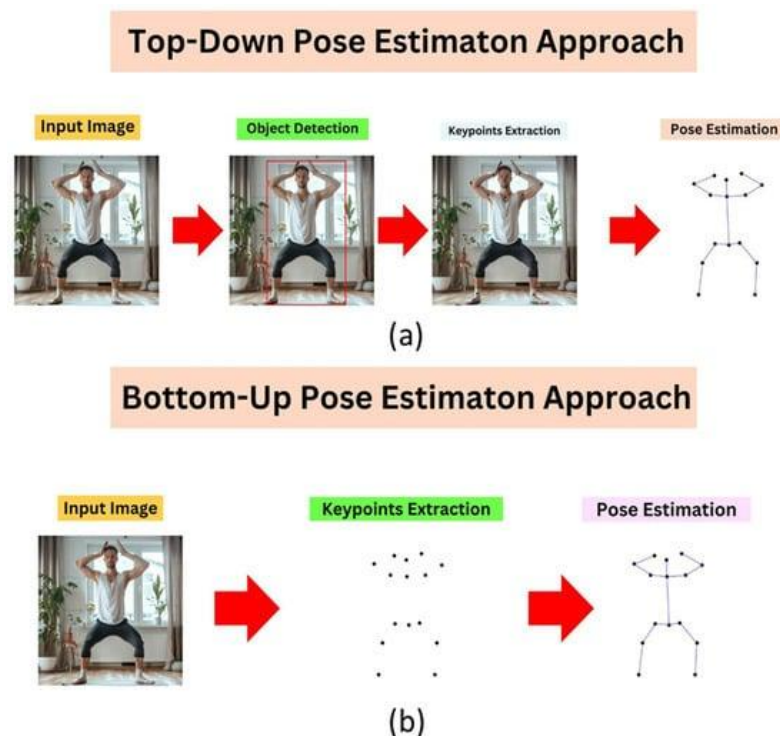 Top-Down Pose Estimaton Approach
Input Image
Object Detection
Keypoints Extraction
Pose Estimation
(a)
Bottom-Up Pose Estimaton Approach
Input Image
Keypoints Extraction
Pose Estimation
(b)